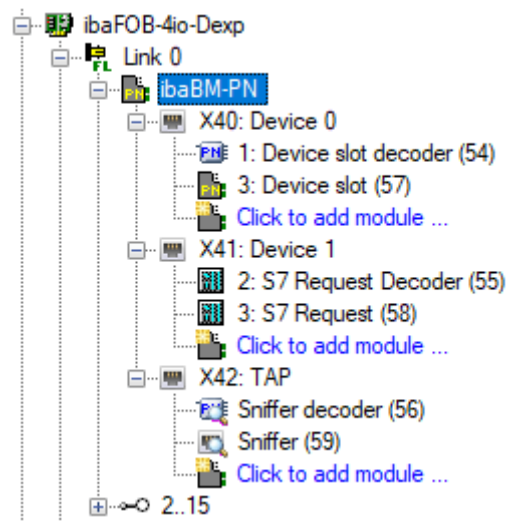 ibaFOB-4io-Dexp
Link 0
ibaBM-PN
X40: Device 0
1: Device slot decoder (54)
3: Device slot (57)
Click to add module ...
X41: Device 1
2: S7 Request Decoder (55)
3: S7 Request (58)
Click to add module ...
X42: TAP
Sniffer decoder (56)
Sniffer (59)
Click to add module ...
2..15